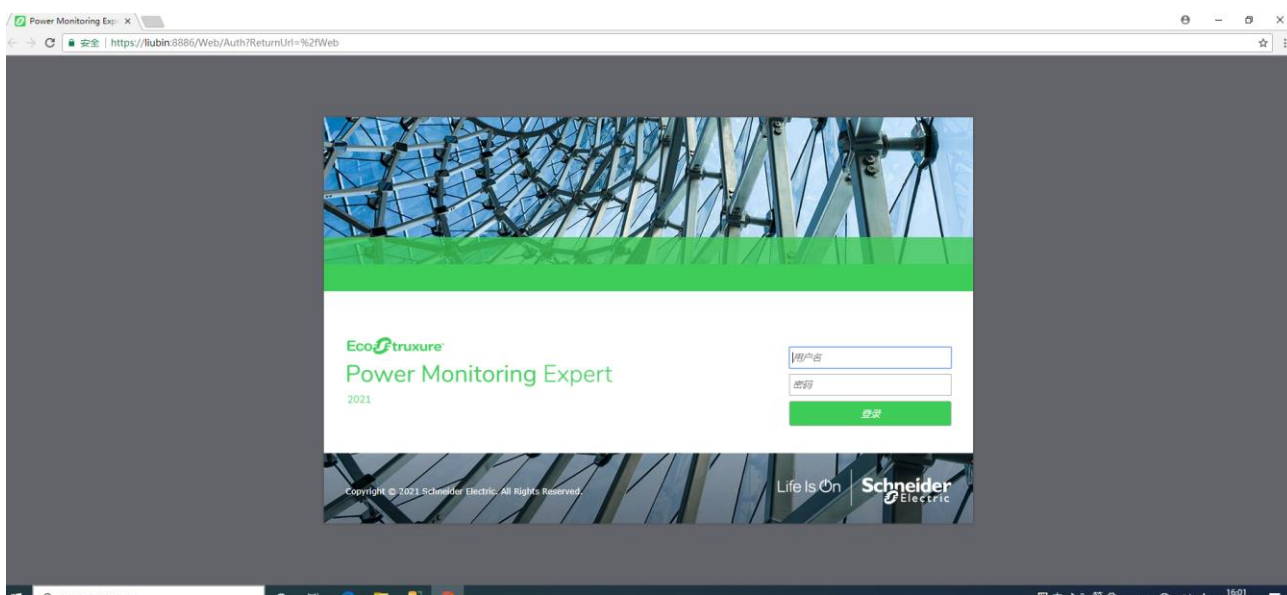 Power Monitoring Exp
安全 | https://liubin:8886/Web/Auth?ReturnUrl=%2fWeb
EcoStruxure
Power Monitoring Expert
2021
用户名
密码
登录
Copyright © 2021 Schneider Electric. All Rights Reserved.
Life Is On | Schneider Electric
16:01